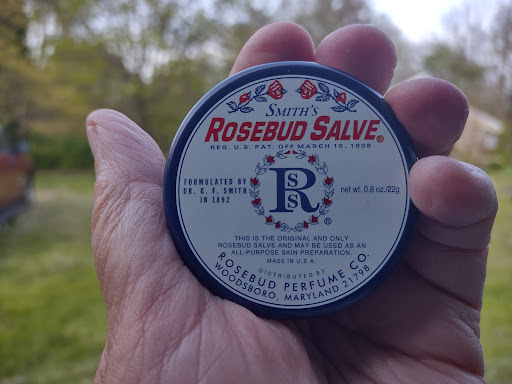 SMITH'S
ROSEBUD SALVE®
REG. U.S. PAT. OFF MARCH 10, 1908
FORMULATED BY
DR. C. F. SMITH
IN 1892
RSS
®
net wt. 0.8 oz./22g
THIS IS THE ORIGINAL AND ONLY
ROSEBUD SALVE AND MAY BE USED AS AN
ALL-PURPOSE SKIN PREPARATION.
MADE IN U.S.A.
DISTRIBUTED BY
ROSEBUD PERFUME CO.
WOODSBORO, MARYLAND 21798